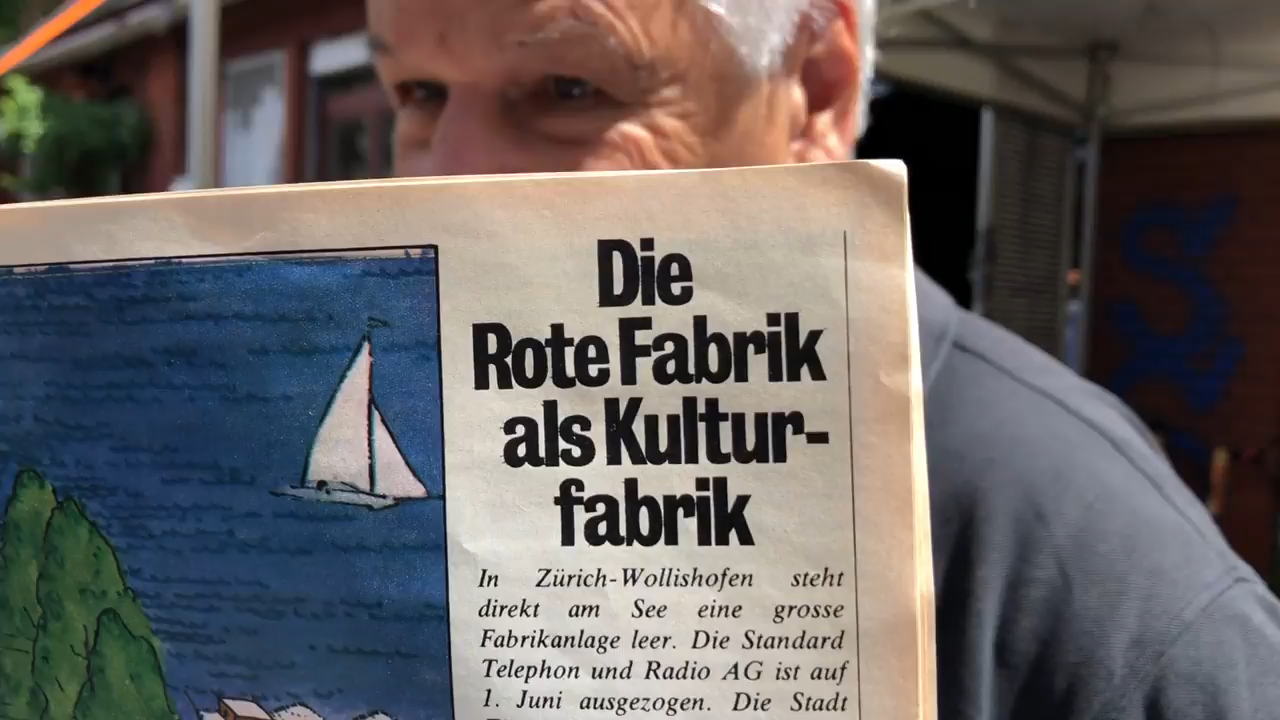 Die
Rote Fabrik
als Kultur-
fabrik
In Zürich-Wollishofen steht
direkt am See eine grosse
Fabrikanlage leer. Die Standard
Telephon und Radio AG ist auf
1. Juni ausgezogen. Die Stadt